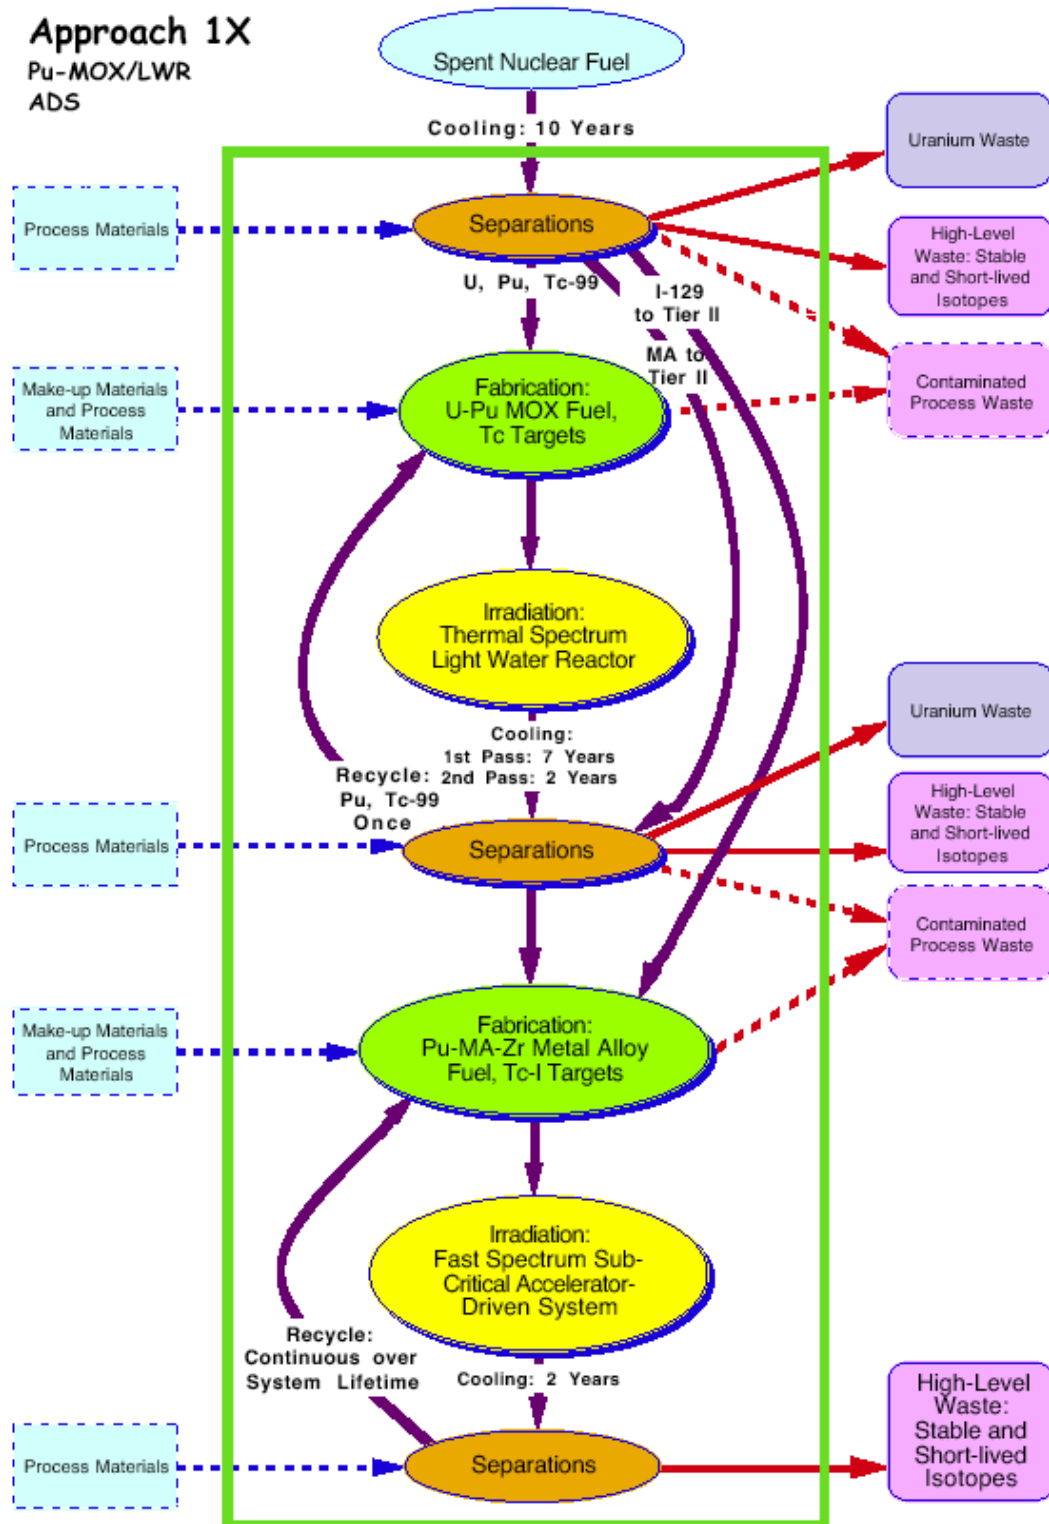 Approach 1X
Pu-MOX/LWR
ADS
Spent Nuclear Fuel
Cooling: 10 Years
Uranium Waste
Process Materials
Separations
High-Level
Waste: Stable
and Short-lived
Isotopes
U, Pu, Tc-99
I-129
to Tier II
MA to
Tier II
Make-up Materials
and Process
Materials
Fabrication:
U-Pu MOX Fuel,
Tc Targets
Contaminated
Process Waste
Irradiation:
Thermal Spectrum
Light Water Reactor
Cooling:
1st Pass: 7 Years
2nd Pass: 2 Years
Recycle:
Pu, Tc-99
Once
Uranium Waste
Process Materials
Separations
High-Level
Waste: Stable
and Short-lived
Isotopes
Contaminated
Process Waste
Make-up Materials
and Process
Materials
Fabrication:
Pu-MA-Zr Metal Alloy
Fuel, Tc-I Targets
Irradiation:
Fast Spectrum Sub-
Critical Accelerator-
Driven System
Recycle:
Continuous over
System Lifetime
Cooling: 2 Years
Process Materials
Separations
High-Level
Waste:
Stable and
Short-lived
Isotopes